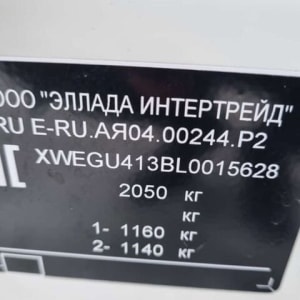 ООО "ЭЛЛАДА ИНТЕРТРЕЙД"
RU E-RU.АЯ04.00244.Р2
XWEGU413BL0015628
2050 кг
кг
1- 1160 кг
2- 1140 кг